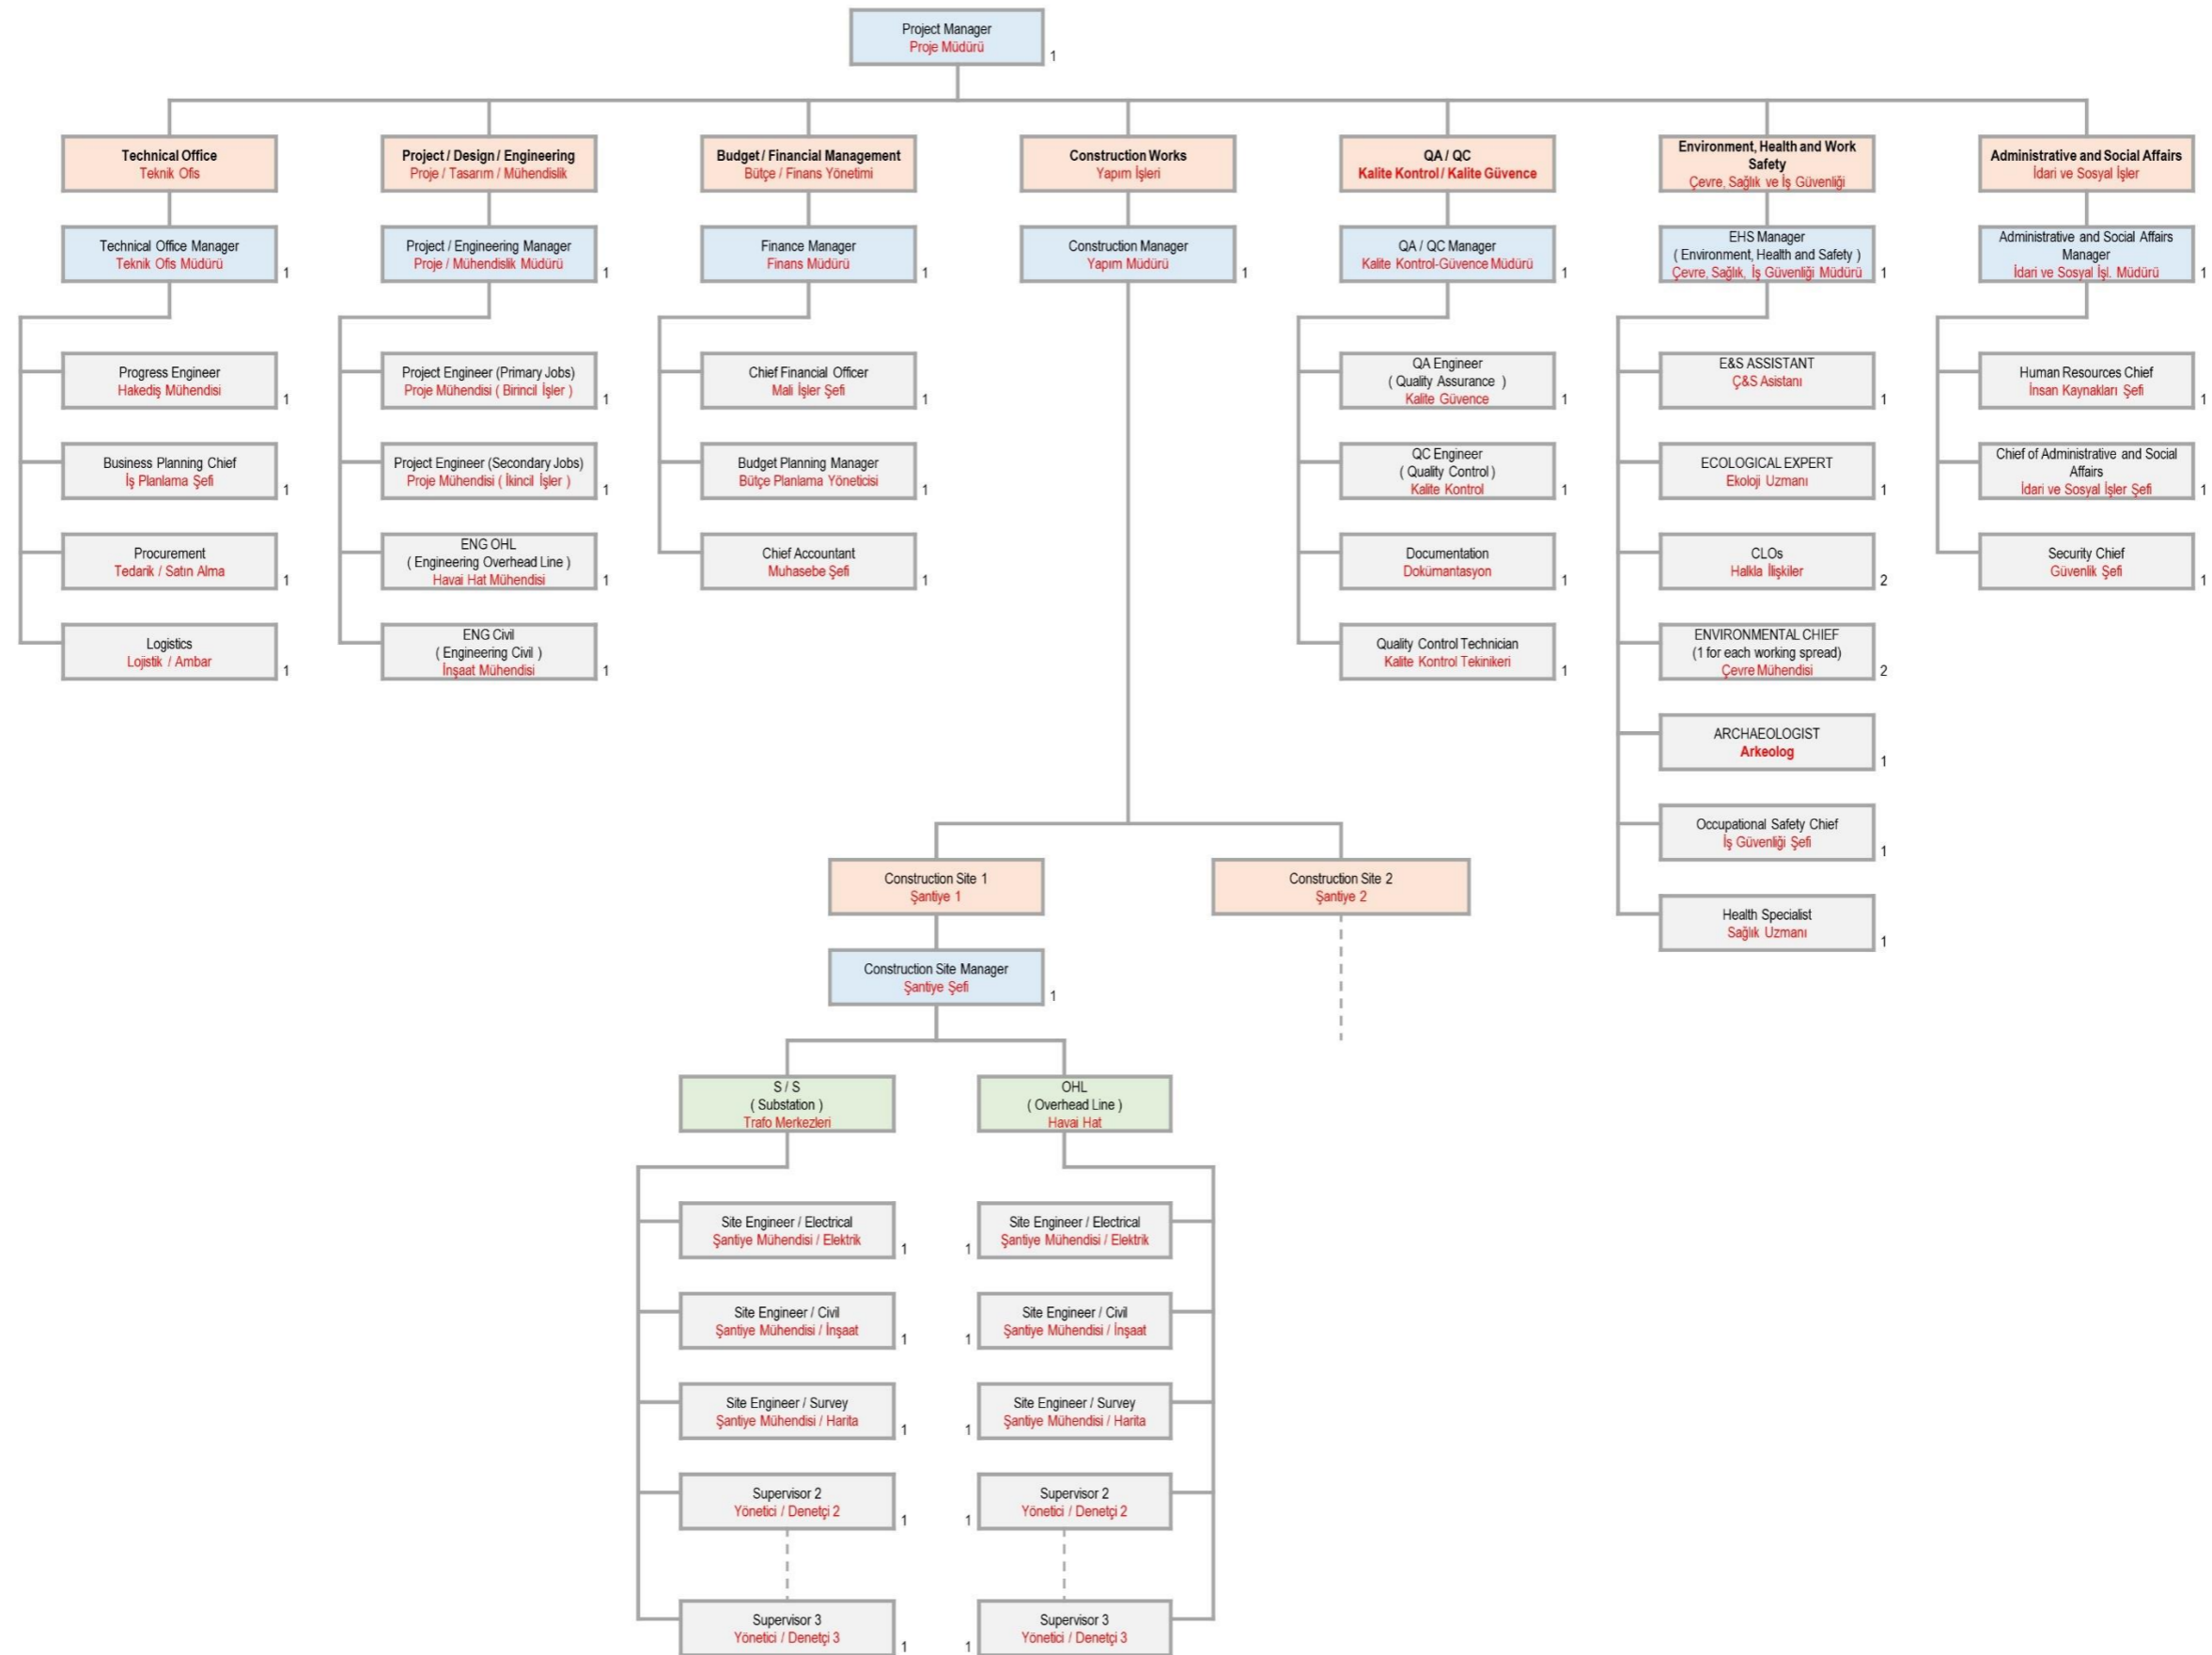 Project Manager
Proje Müdürü
1
Technical Office
Teknik Ofis
Project / Design / Engineering
Proje / Tasarım / Mühendislik
Budget / Financial Management
Bütçe / Finans Yönetimi
Construction Works
Yapım İşleri
QA / QC
Kalite Kontrol / Kalite Güvence
Environment, Health and Work
Safety
Çevre, Sağlık ve İş Güvenliği
Administrative and Social Affairs
İdari ve Sosyal İşler
Technical Office Manager
Teknik Ofis Müdürü
1
Project / Engineering Manager
Proje / Mühendislik Müdürü
1
Finance Manager
Finans Müdürü
1
Construction Manager
Yapım Müdürü
1
QA / QC Manager
Kalite Kontrol-Güvence Müdürü
1
EHS Manager
( Environment, Health and Safety )
Çevre, Sağlık, İş Güvenliği Müdürü
1
Administrative and Social Affairs
Manager
İdari ve Sosyal İşl. Müdürü
1
Progress Engineer
Hakediş Mühendisi
1
Business Planning Chief
İş Planlama Şefi
1
Procurement
Tedarik / Satın Alma
1
Logistics
Lojistik / Ambar
1
Project Engineer (Primary Jobs)
Proje Mühendisi ( Birincil İşler )
1
Project Engineer (Secondary Jobs)
Proje Mühendisi ( İkincil İşler )
1
ENG OHL
( Engineering Overhead Line )
Havai Hat Mühendisi
1
ENG Civil
( Engineering Civil )
İnşaat Mühendisi
1
Chief Financial Officer
Mali İşler Şefi
1
Budget Planning Manager
Bütçe Planlama Yöneticisi
1
Chief Accountant
Muhasebe Şefi
1
QA Engineer
( Quality Assurance )
Kalite Güvence
1
QC Engineer
( Quality Control )
Kalite Kontrol
1
Documentation
Dokümantasyon
1
Quality Control Technician
Kalite Kontrol Tekinikeri
1
E&S ASSISTANT
Ç&S Asistanı
1
ECOLOGICAL EXPERT
Ekoloji Uzmanı
1
CLOs
Halkla İlişkiler
2
ENVIRONMENTAL CHIEF
(1 for each working spread)
Çevre Mühendisi
2
ARCHAEOLOGIST
Arkeolog
1
Occupational Safety Chief
İş Güvenliği Şefi
1
Health Specialist
Sağlık Uzmanı
1
Human Resources Chief
İnsan Kaynakları Şefi
1
Chief of Administrative and Social
Affairs
İdari ve Sosyal İşler Şefi
1
Security Chief
Güvenlik Şefi
1
Construction Site 1
Şantiye 1
Construction Site 2
Şantiye 2
Construction Site Manager
Şantiye Şefi
1
S / S
( Substation )
Trafo Merkezleri
OHL
( Overhead Line )
Havai Hat
Site Engineer / Electrical
Şantiye Mühendisi / Elektrik
1
Site Engineer / Civil
Şantiye Mühendisi / İnşaat
1
Site Engineer / Survey
Şantiye Mühendisi / Harita
1
Supervisor 2
Yönetici / Denetçi 2
1
Supervisor 3
Yönetici / Denetçi 3
1
Site Engineer / Electrical
Şantiye Mühendisi / Elektrik
1
Site Engineer / Civil
Şantiye Mühendisi / İnşaat
1
Site Engineer / Survey
Şantiye Mühendisi / Harita
1
Supervisor 2
Yönetici / Denetçi 2
1
Supervisor 3
Yönetici / Denetçi 3
1